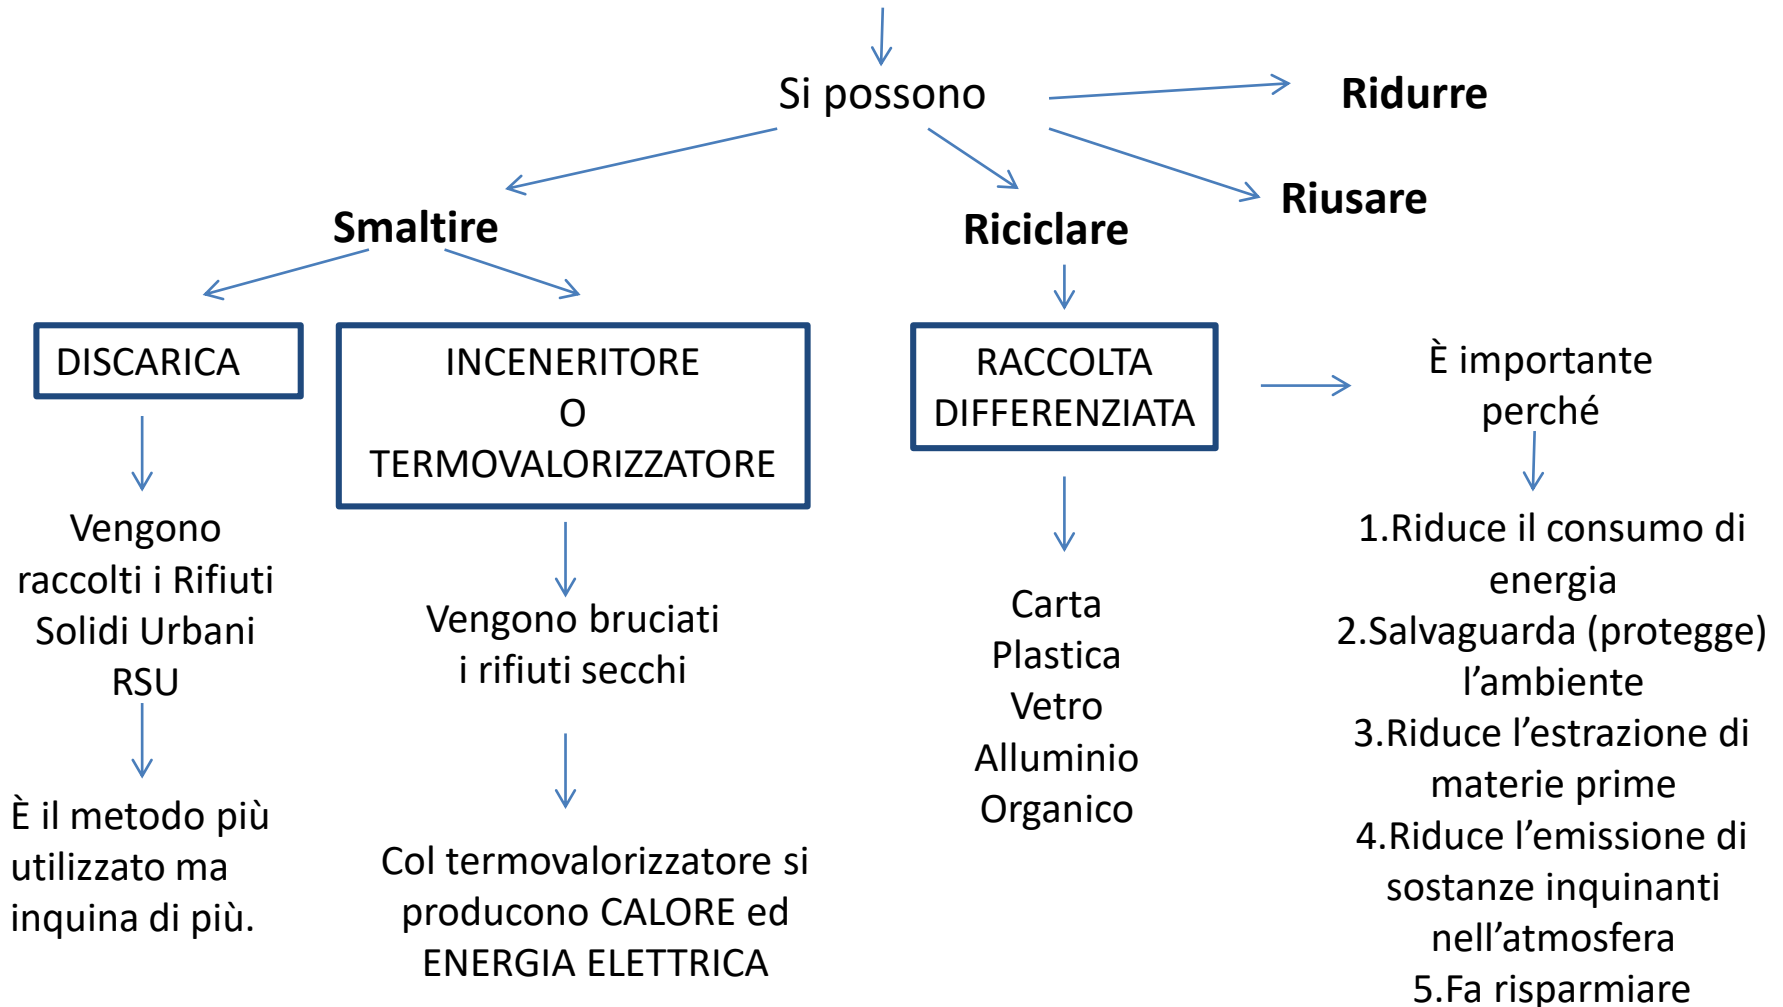 Si possono
Ridurre
Riusare
Smaltire
Riciclare
DISCARICA
INCENERITORE
O
TERMOVALORIZZATORE
RACCOLTA
DIFFERENZIATA
È importante
perché
Vengono
raccolti i Rifiuti
Solidi Urbani
RSU
È il metodo più
utilizzato ma
inquina di più.
Vengono bruciati
i rifiuti secchi
Col termovalorizzatore si
producono CALORE ed
ENERGIA ELETTRICA
Carta
Plastica
Vetro
Alluminio
Organico
1.Riduce il consumo di
energia
2.Salvaguarda (protegge)
l’ambiente
3.Riduce l’estrazione di
materie prime
4.Riduce l’emissione di
sostanze inquinanti
nell’atmosfera
5.Fa risparmiare